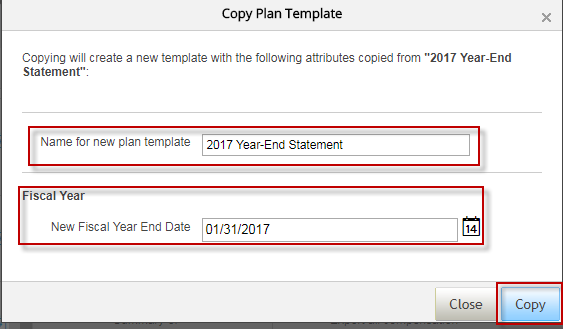 Copy Plan Template
×
Copying will create a new template with the following attributes copied from "2017 Year-End
Statement":
Name for new plan template 2017 Year-End Statement
Fiscal Year
New Fiscal Year End Date 01/31/2017 14
Close Copy